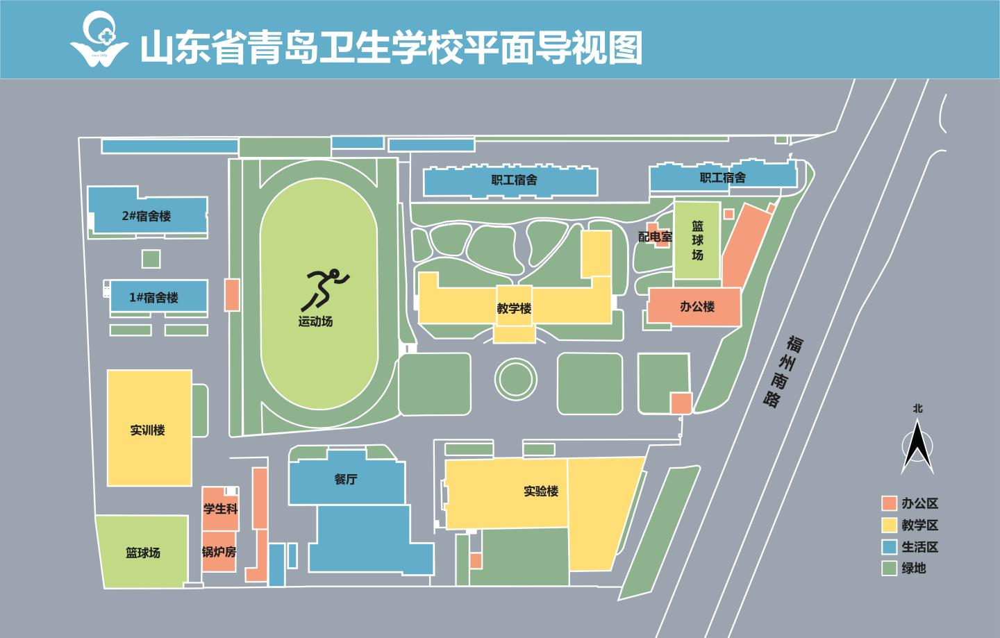 山东省青岛卫生学校平面导视图
职工宿舍
职工宿舍
2#宿舍楼
篮球场
配电室
1#宿舍楼
教学楼
办公楼
运动场
福州南路
北
实训楼
餐厅
实验楼
学生科
锅炉房
篮球场
办公区
教学区
生活区
绿地